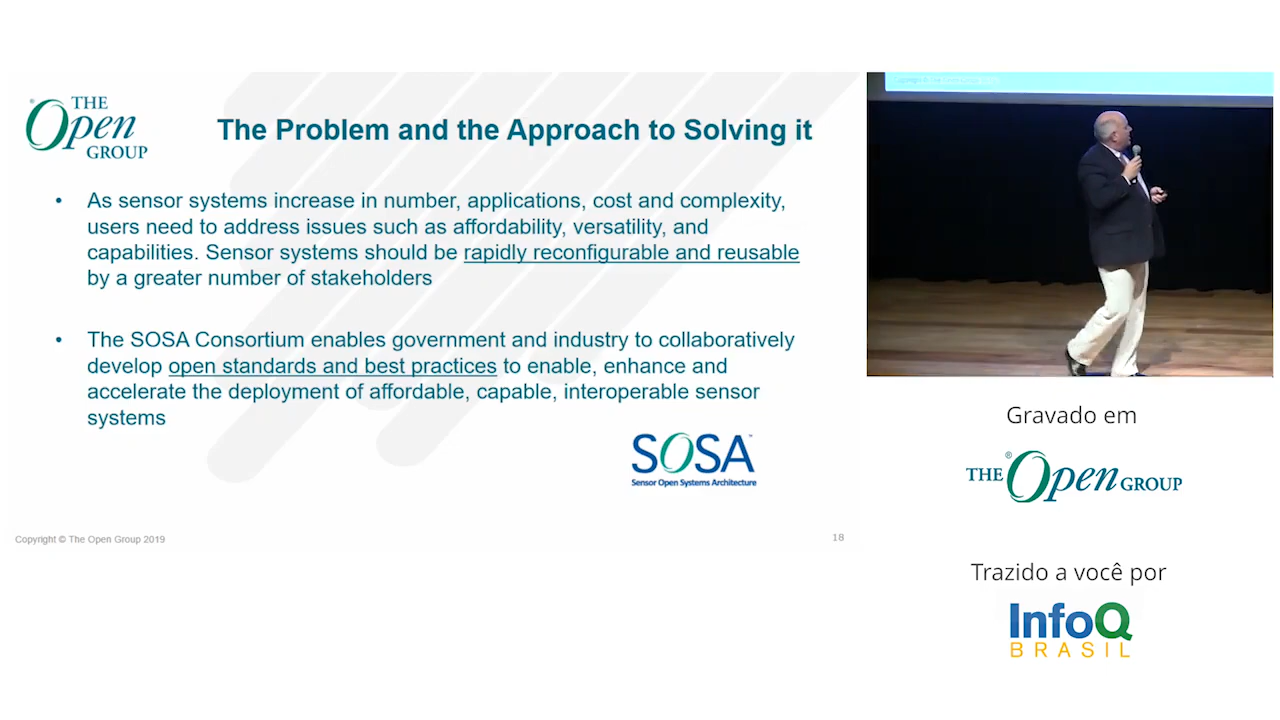 THE
Open
GROUP
The Problem and the Approach to Solving it
• As sensor systems increase in number, applications, cost and complexity,
users need to address issues such as affordability, versatility, and
capabilities. Sensor systems should be rapidly reconfigurable and reusable
by a greater number of stakeholders
• The SOSA Consortium enables government and industry to collaboratively
develop open standards and best practices to enable, enhance and
accelerate the deployment of affordable, capable, interoperable sensor
systems
SOSA™
Sensor Open Systems Architecture
Copyright © The Open Group 2019
18
Gravado em
THE Open GROUP
Trazido a você por
InfoQ
BRASIL